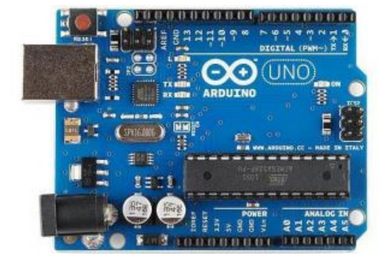 RESET
AREF
GND
13
12
~11
~10
~9
8
7
~6
~5
4
~3
2
TX→1
RX←0
DIGITAL (PWM~)
L
TX
RX
UNO
ARDUINO
ON
ICSP
WWW.ARDUINO.CC - MADE IN ITALY
IOREF
RESET
3.3V
5V
GND
GND
Vin
POWER
ANALOG IN
A0
A1
A2
A3
A4
A5